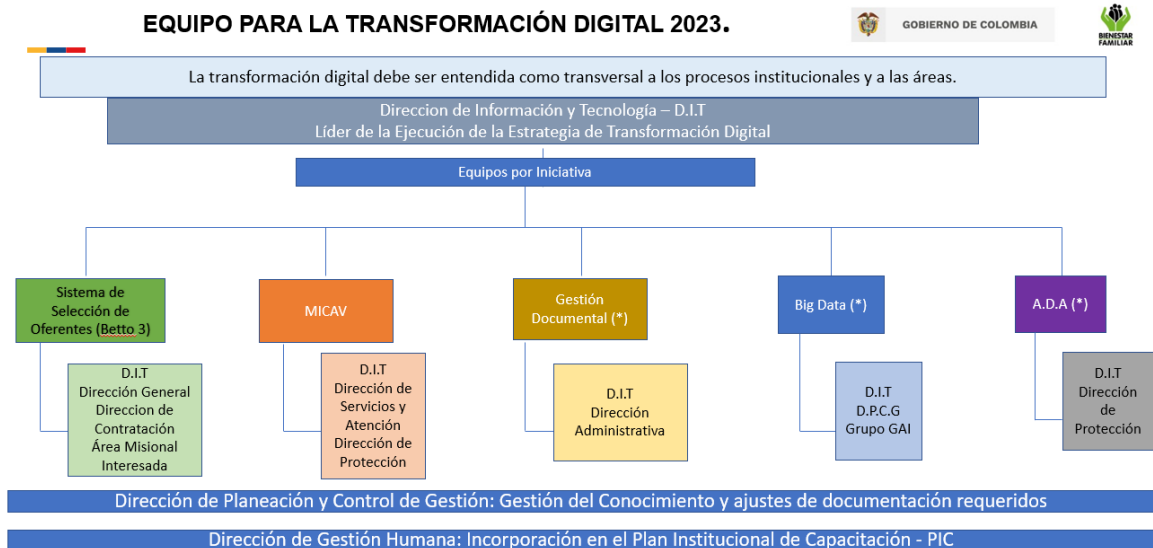 EQUIPO PARA LA TRANSFORMACIÓN DIGITAL 2023.
GOBIERNO DE COLOMBIA
BIENESTAR
FAMILIAR
La transformación digital debe ser entendida como transversal a los procesos institucionales y a las áreas.
Direccion de Información y Tecnología – D.I.T
Líder de la Ejecución de la Estrategia de Transformación Digital
Equipos por Iniciativa
Sistema de
Selección de
Oferentes (Betto 3)
MICAV
Gestión
Documental (*)
Big Data (*)
A.D.A (*)
D.I.T
Dirección General
Direccion de
Contratación
Área Misional
Interesada
D.I.T
Dirección de
Servicios y
Atención
Dirección de
Protección
D.I.T
Dirección
Administrativa
D.I.T
D.P.C.G
Grupo GAI
D.I.T
Dirección
de
Protección
Dirección de Planeación y Control de Gestión: Gestión del Conocimiento y ajustes de documentación requeridos
Dirección de Gestión Humana: Incorporación en el Plan Institucional de Capacitación - PIC